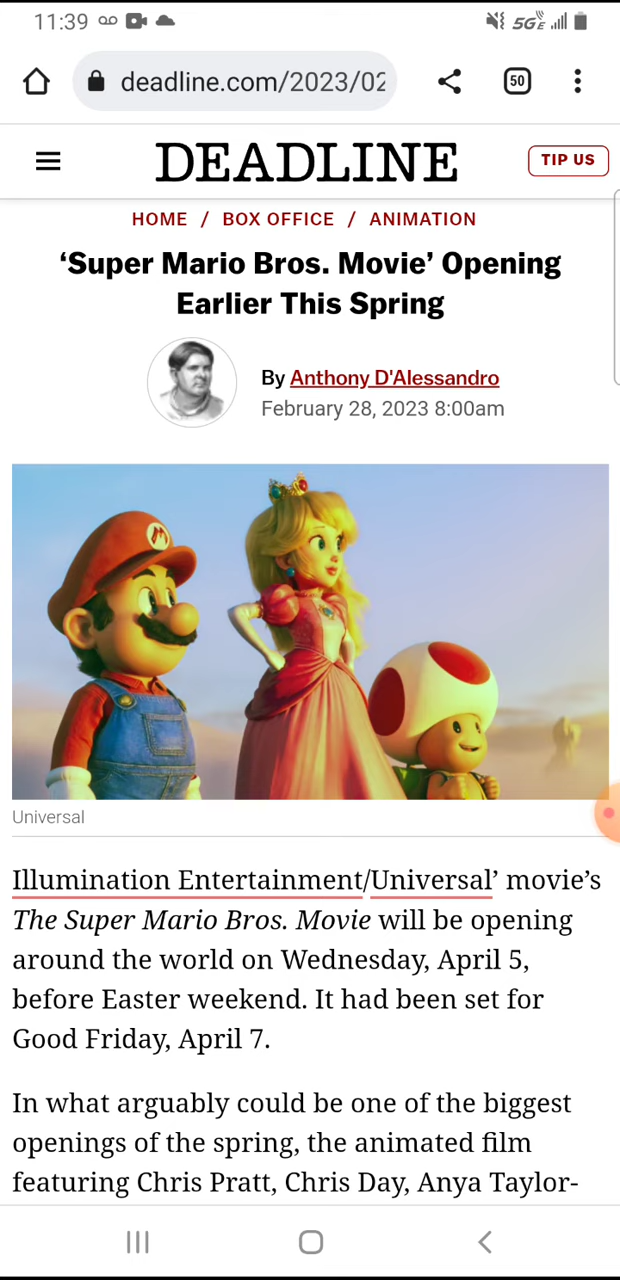 11:39
5GE
deadline.com/2023/02
50
DEADLINE
TIP US
HOME / BOX OFFICE / ANIMATION
‘Super Mario Bros. Movie’ Opening
Earlier This Spring
By Anthony D'Alessandro
February 28, 2023 8:00am
M
Universal
Illumination Entertainment/Universal’ movie’s
The Super Mario Bros. Movie will be opening
around the world on Wednesday, April 5,
before Easter weekend. It had been set for
Good Friday, April 7.
In what arguably could be one of the biggest
openings of the spring, the animated film
featuring Chris Pratt, Chris Day, Anya Taylor-